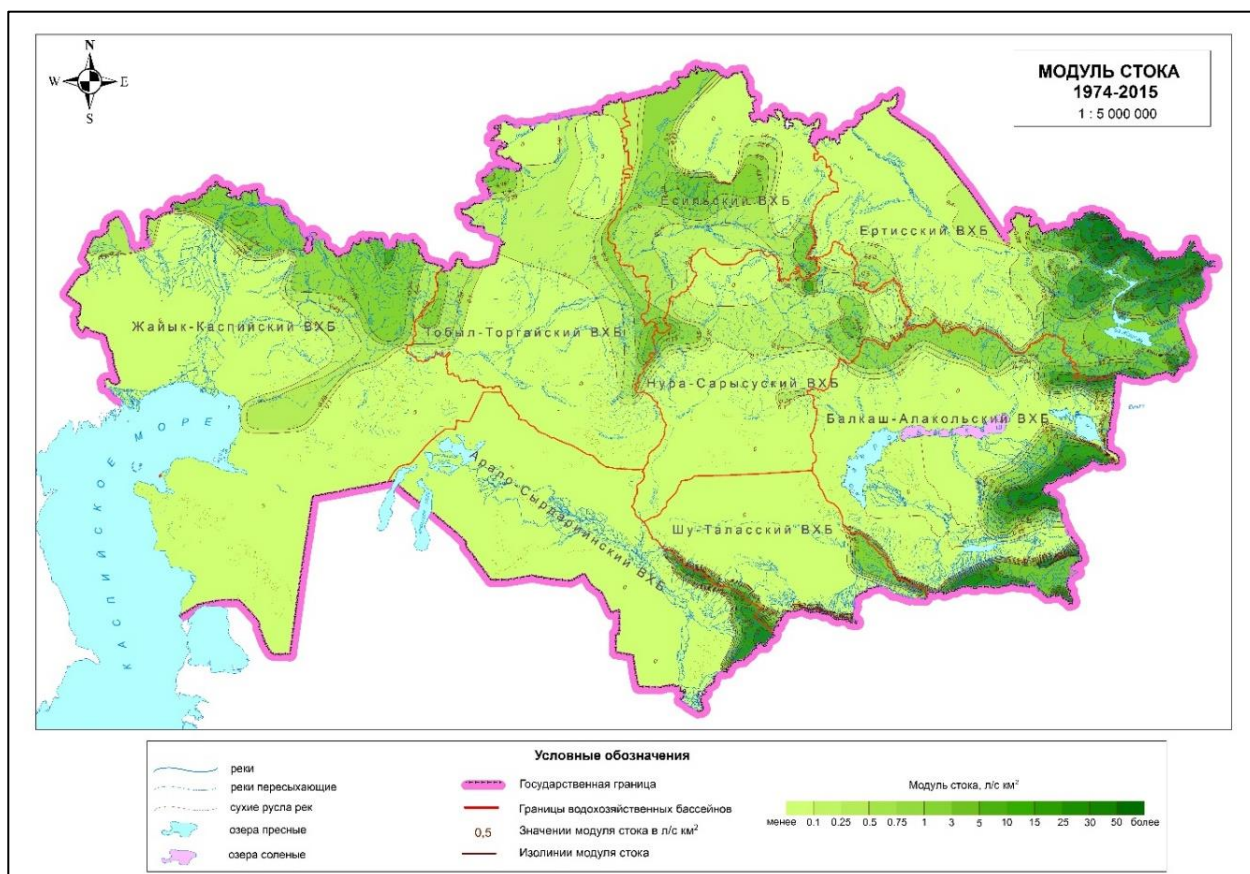 N
W E
S
МОДУЛЬ СТОКА
1974-2015
1 : 5 000 000
Есильский ВХБ
Ертисский ВХБ
Жайык-Каспийский ВХБ
Тобыл-Торгайский ВХБ
Нура-Сарысуский ВХБ
Балкаш-Алакольский ВХБ
Арало-Сырдариинский ВХБ
Шу-Таласский ВХБ
КАСПИЙСКОЕ МОРЕ
Условные обозначения
реки
реки пересыхающие
сухие русла рек
озера пресные
озера соленые
Государственная граница
Границы водохозяйственных бассейнов
0,5 Значении модуля стока в л/с км²
Изолинии модуля стока
Модуль стока, л/с км²
менее 0.1 0.25 0.5 0.75 1 3 5 10 15 25 30 50 более